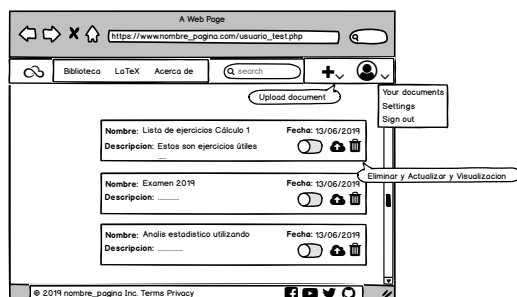 A Web Page
https://www.nombre_pagina.com/usuario_test.php
Biblioteca LaTeX Acerca de search
Upload document
Your documents
Settings
Sign out
Nombre: Lista de ejercicios Cálculo 1 Fecha: 13/06/2019
Descripcion: Estos son ejercicios útiles
.....
Eliminar y Actualizar y Visualizacion
Nombre: Examen 2019 Fecha: 13/06/2019
Descripcion: ...........
Nombre: Analis estadistico utilizando Fecha: 13/06/2019
Descripcion: .............
© 2019 nombre_pagina Inc. Terms Privacy